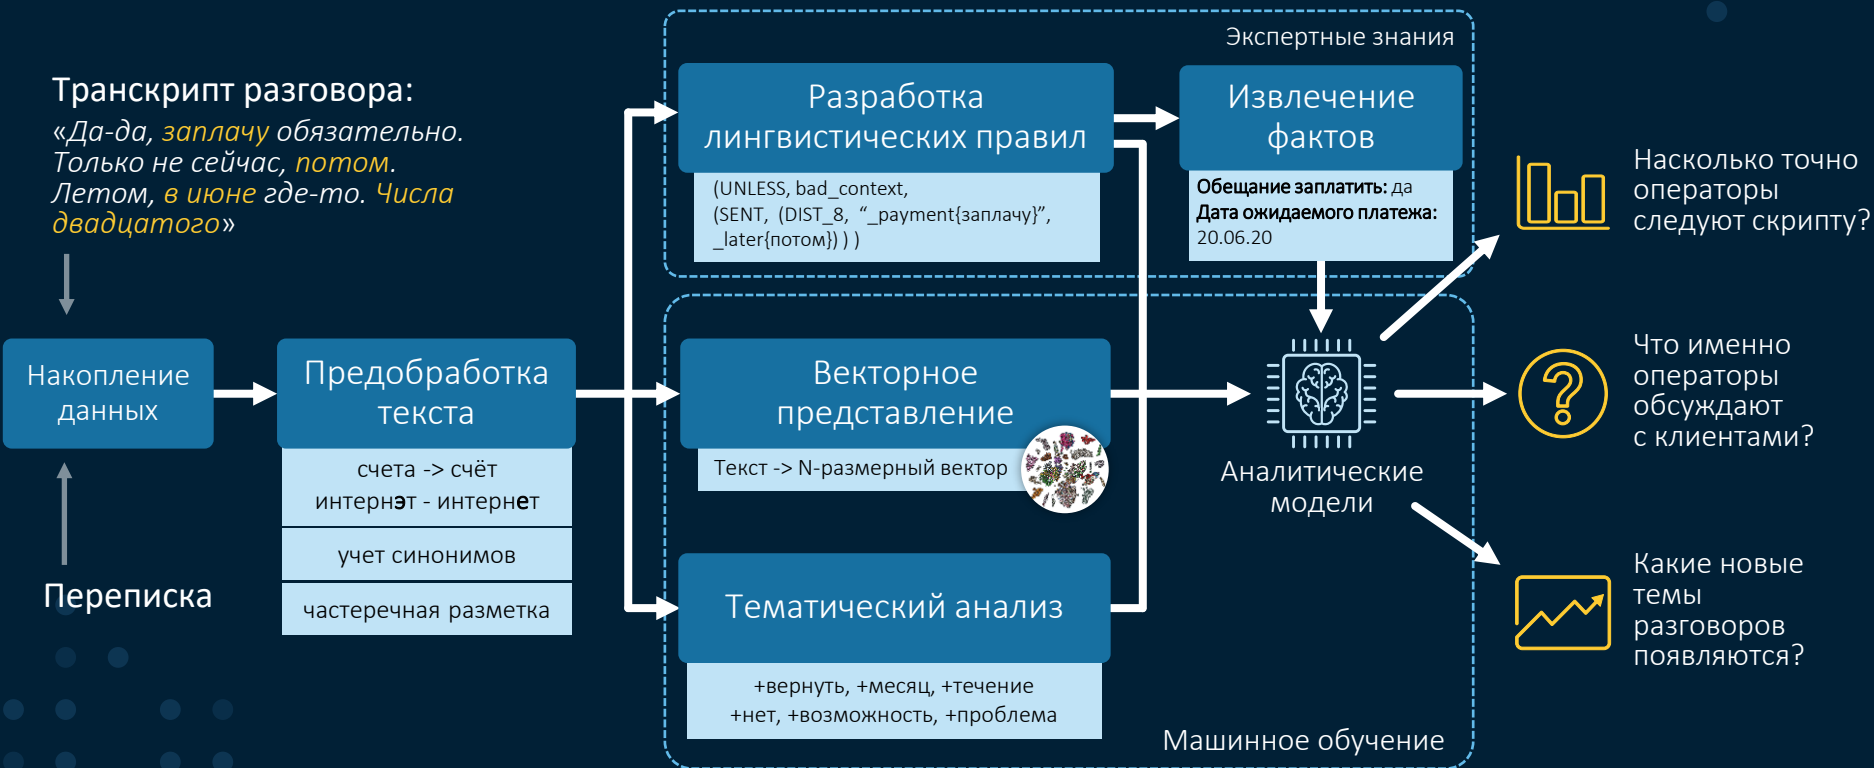 Экспертные знания
Транскрипт разговора:
«Да-да, заплачу обязательно.
Только не сейчас, потом.
Летом, в июне где-то. Числа
двадцатого»
Накопление
данных
Переписка
Предобработка
текста
счета -> счёт
интернэт - интернет
учет синонимов
частеречная разметка
Разработка
лингвистических правил
(UNLESS, bad_context,
(SENT, (DIST_8, “_payment{заплачу}”,
_later{потом}) ) )
Извлечение
фактов
Обещание заплатить: да
Дата ожидаемого платежа:
20.06.20
Векторное
представление
Текст -> N-размерный вектор
Тематический анализ
+вернуть, +месяц, +течение
+нет, +возможность, +проблема
Аналитические
модели
Машинное обучение
Насколько точно
операторы
следуют скрипту?
Что именно
операторы
обсуждают
с клиентами?
Какие новые
темы
разговоров
появляются?